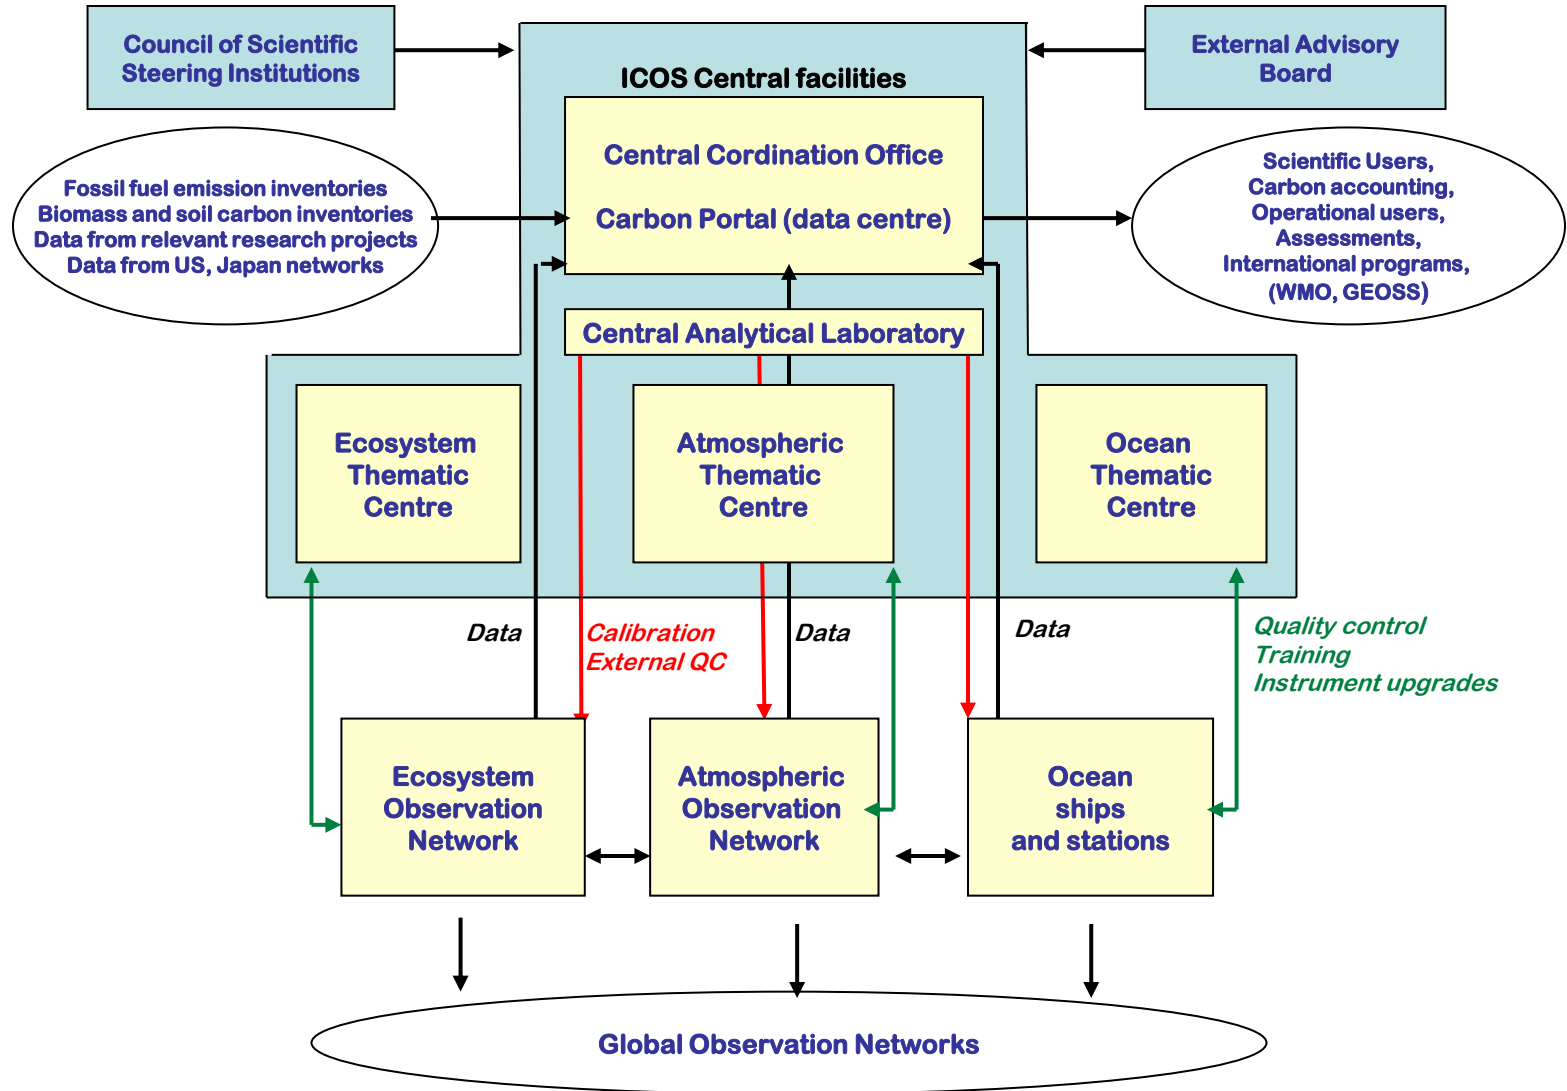 Council of Scientific
Steering Institutions
External Advisory
Board
ICOS Central facilities
Central Cordination Office
Carbon Portal (data centre)
Fossil fuel emission inventories
Biomass and soil carbon inventories
Data from relevant research projects
Data from US, Japan networks
Scientific Users,
Carbon accounting,
Operational users,
Assessments,
International programs,
(WMO, GEOSS)
Central Analytical Laboratory
Ecosystem
Thematic
Centre
Atmospheric
Thematic
Centre
Ocean
Thematic
Centre
Data
Calibration
External QC
Data
Data
Quality control
Training
Instrument upgrades
Ecosystem
Observation
Network
Atmospheric
Observation
Network
Ocean
ships
and stations
Global Observation Networks